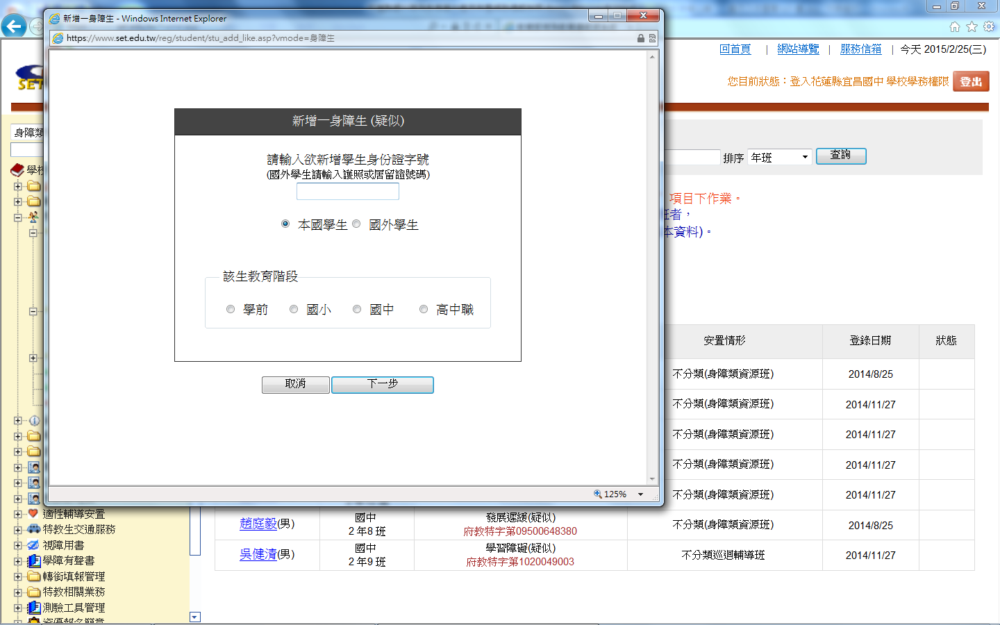 新增一身障生 - Windows Internet Explorer
https://www.set.edu.tw/reg/student/stu_add_like.asp?vmode=身障生
新增一身障生 (疑似)
請輸入欲新增學生身份證字號
(國外學生請輸入護照或居留證號碼)
本國學生 國外學生
該生教育階段
學前 國小 國中 高中職
取消 下一步
125%
回首頁 | 網站導覽 | 服務信箱 | 今天 2015/2/25(三)
您目前狀態：登入花蓮縣宜昌國中 學校學務權限 登出
SET
身障類
排序 年班 查詢
學校
項目下作業。
任者，
本資料)。
安置情形 登錄日期 狀態
不分類(身障類資源班) 2014/8/25
不分類(身障類資源班) 2014/11/27
不分類(身障類資源班) 2014/11/27
不分類(身障類資源班) 2014/11/27
不分類(身障類資源班) 2014/11/27
趙庭毅(男) 國中 2 年8 班 發展遲緩(疑似) 府教特字第09500648380 不分類(身障類資源班) 2014/8/25
吳健清(男) 國中 2 年9 班 學習障礙(疑似) 府教特字第1020049003 不分類巡迴輔導班 2014/11/27
適性輔導安置
特教生交通服務
視障用書
學障有聲書
轉銜填報管理
特教相關業務
測驗工具管理
資優報名簡章